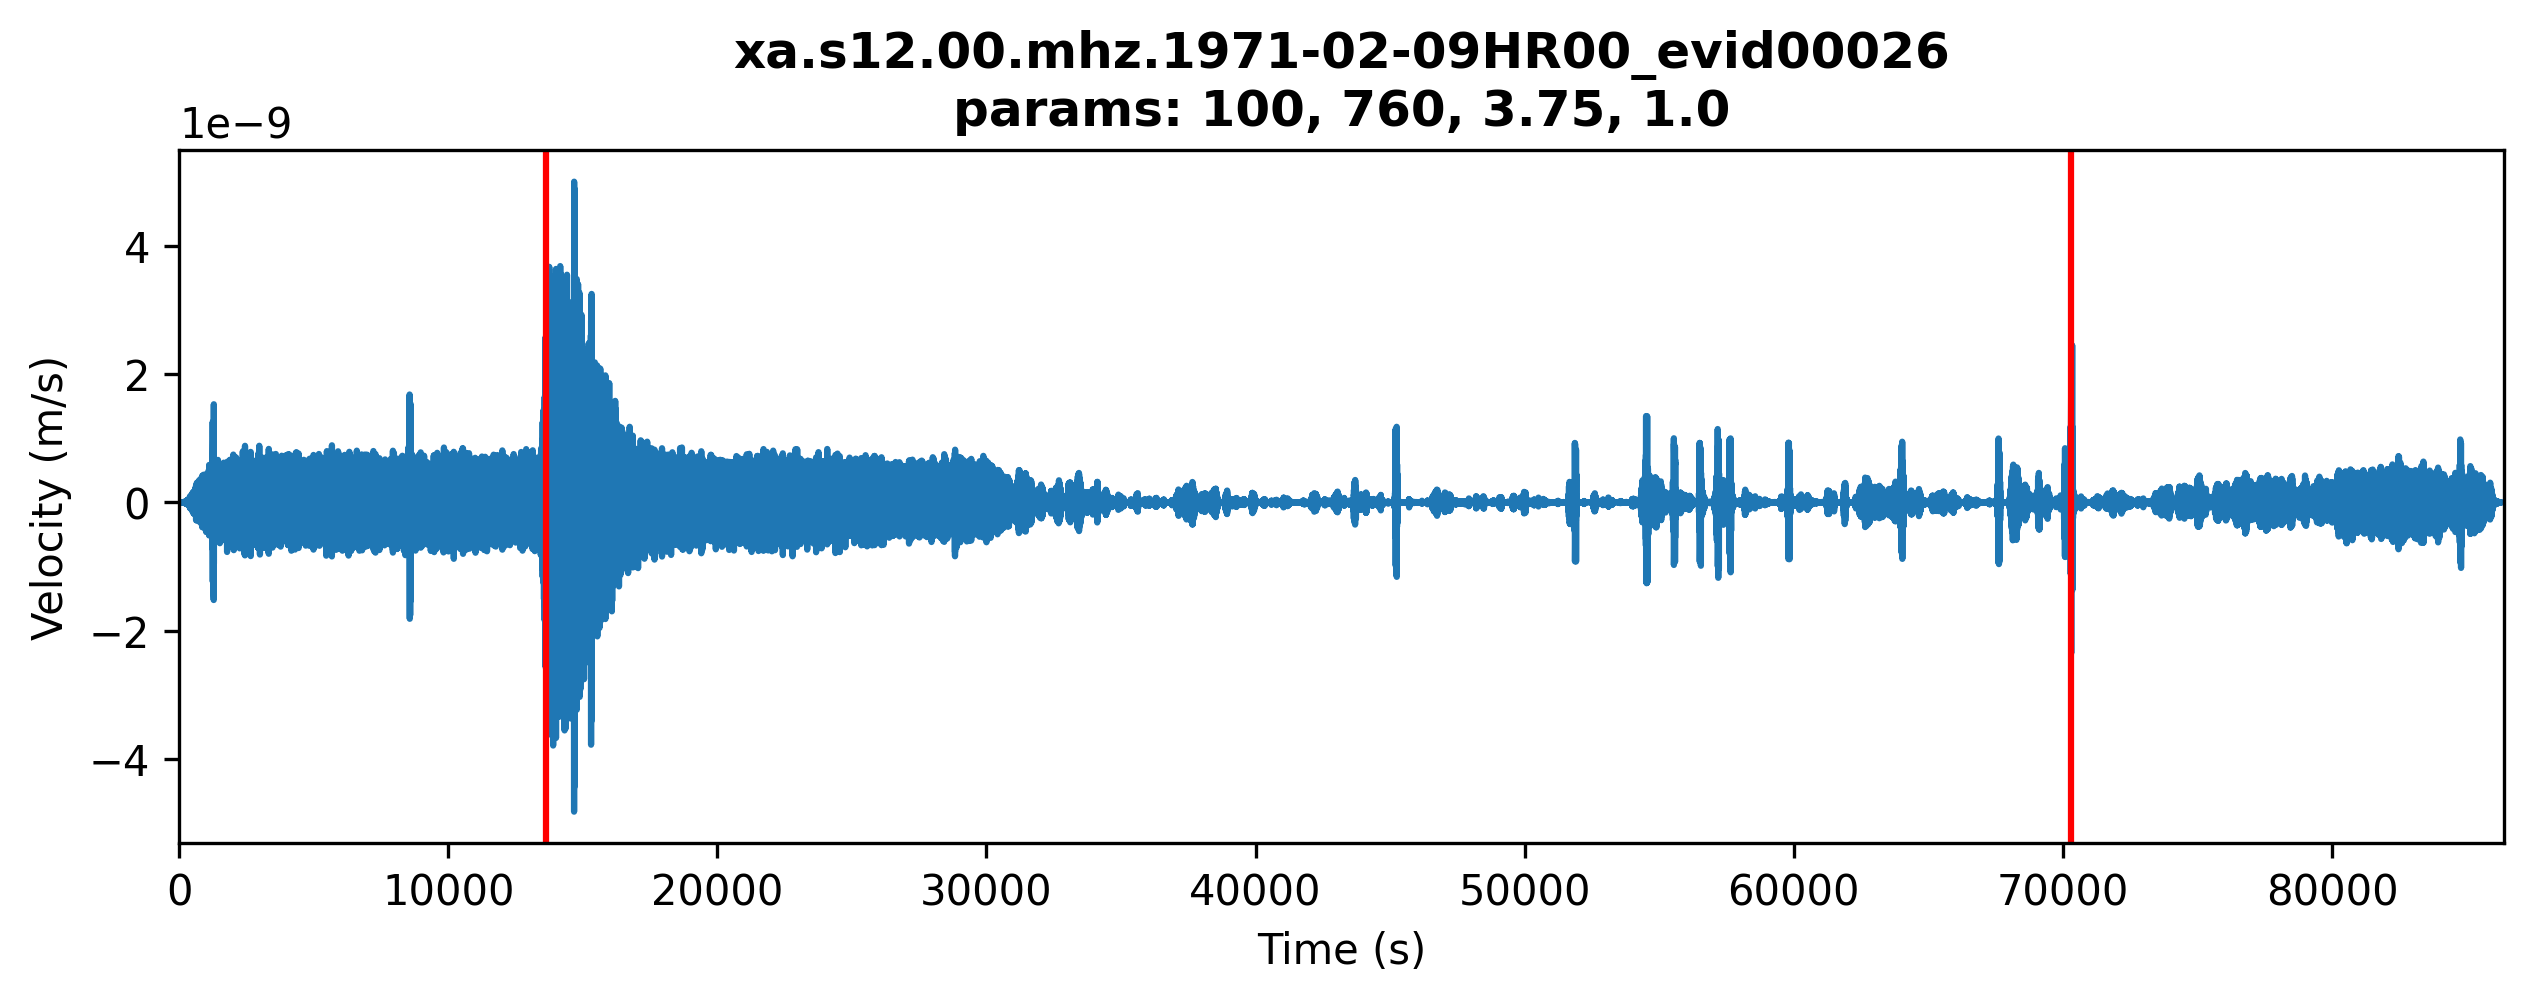 xa.s12.00.mhz.1971-02-09HR00_evid00026
params: 100, 760, 3.75, 1.0
1e−9
4
2
0
−2
−4
Velocity (m/s)
0 10000 20000 30000 40000 50000 60000 70000 80000
Time (s)